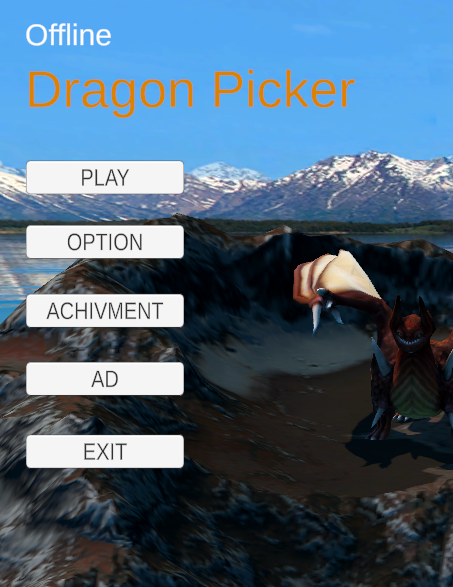 Offline
Dragon Picker
PLAY
OPTION
ACHIVMENT
AD
EXIT